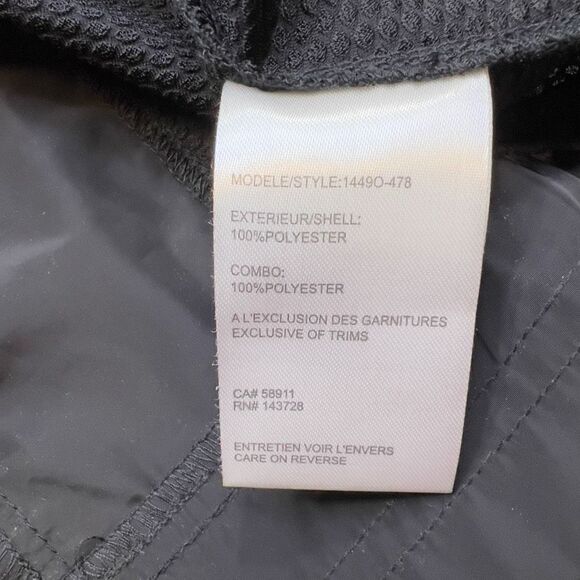 MODELE/STYLE:1449O-478
EXTERIEUR/SHELL:
100%POLYESTER
COMBO:
100%POLYESTER
A L'EXCLUSION DES GARNITURES
EXCLUSIVE OF TRIMS
CA# 58911
RN# 143728
ENTRETIEN VOIR L'ENVERS
CARE ON REVERSE